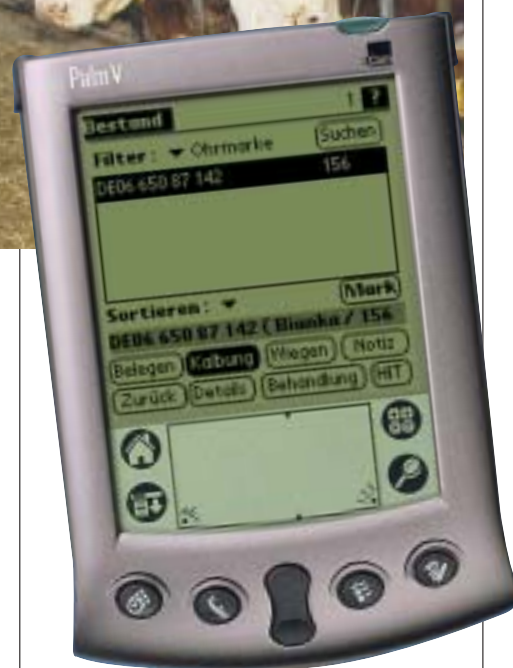 Palm V
Bestand
Filter: Ohrmarke Suchen
DE06 650 87 142 156
Sortieren: Mark
DE06 650 87 142 ( Bianka / 156
Belegen Kalbung Wiegen Notiz
Zurück Details Behandlung HIT